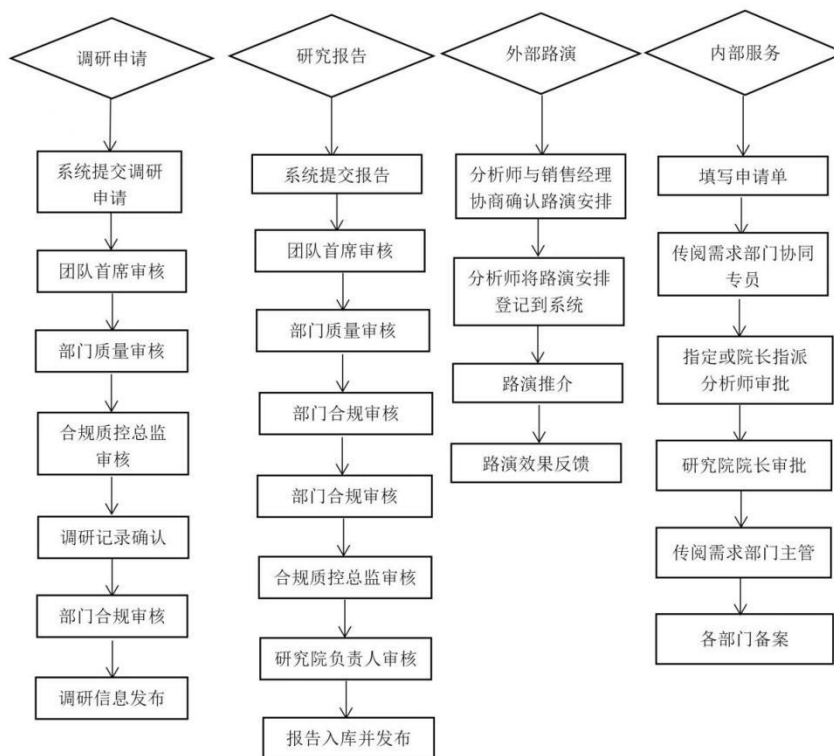 调研申请
系统提交调研
申请
团队首席审核
部门质量审核
合规质控总监
审核
调研记录确认
部门合规审核
调研信息发布
研究报告
系统提交报告
团队首席审核
部门质量审核
部门合规审核
部门合规审核
合规质控总监审核
研究院负责人审核
报告入库并发布
外部路演
分析师与销售经理
协商确认路演安排
分析师将路演安排
登记到系统
路演推介
路演效果反馈
内部服务
填写申请单
传阅需求部门协同
专员
指定或院长指派
分析师审批
研究院院长审批
传阅需求部门主管
各部门备案